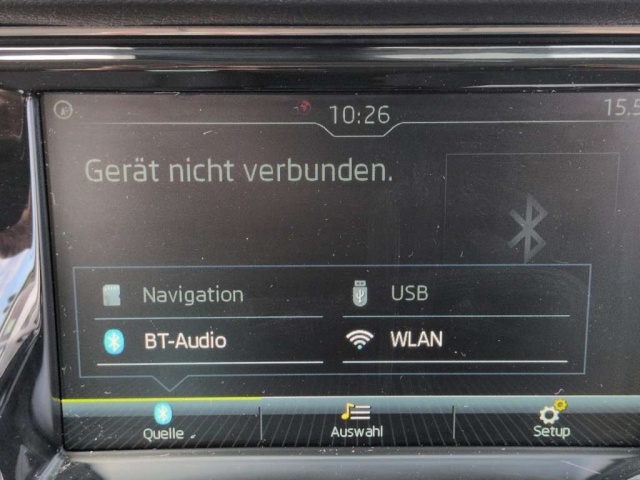 10:26
15.5
Gerät nicht verbunden.
Navigation
USB
BT-Audio
WLAN
Quelle
Auswahl
Setup